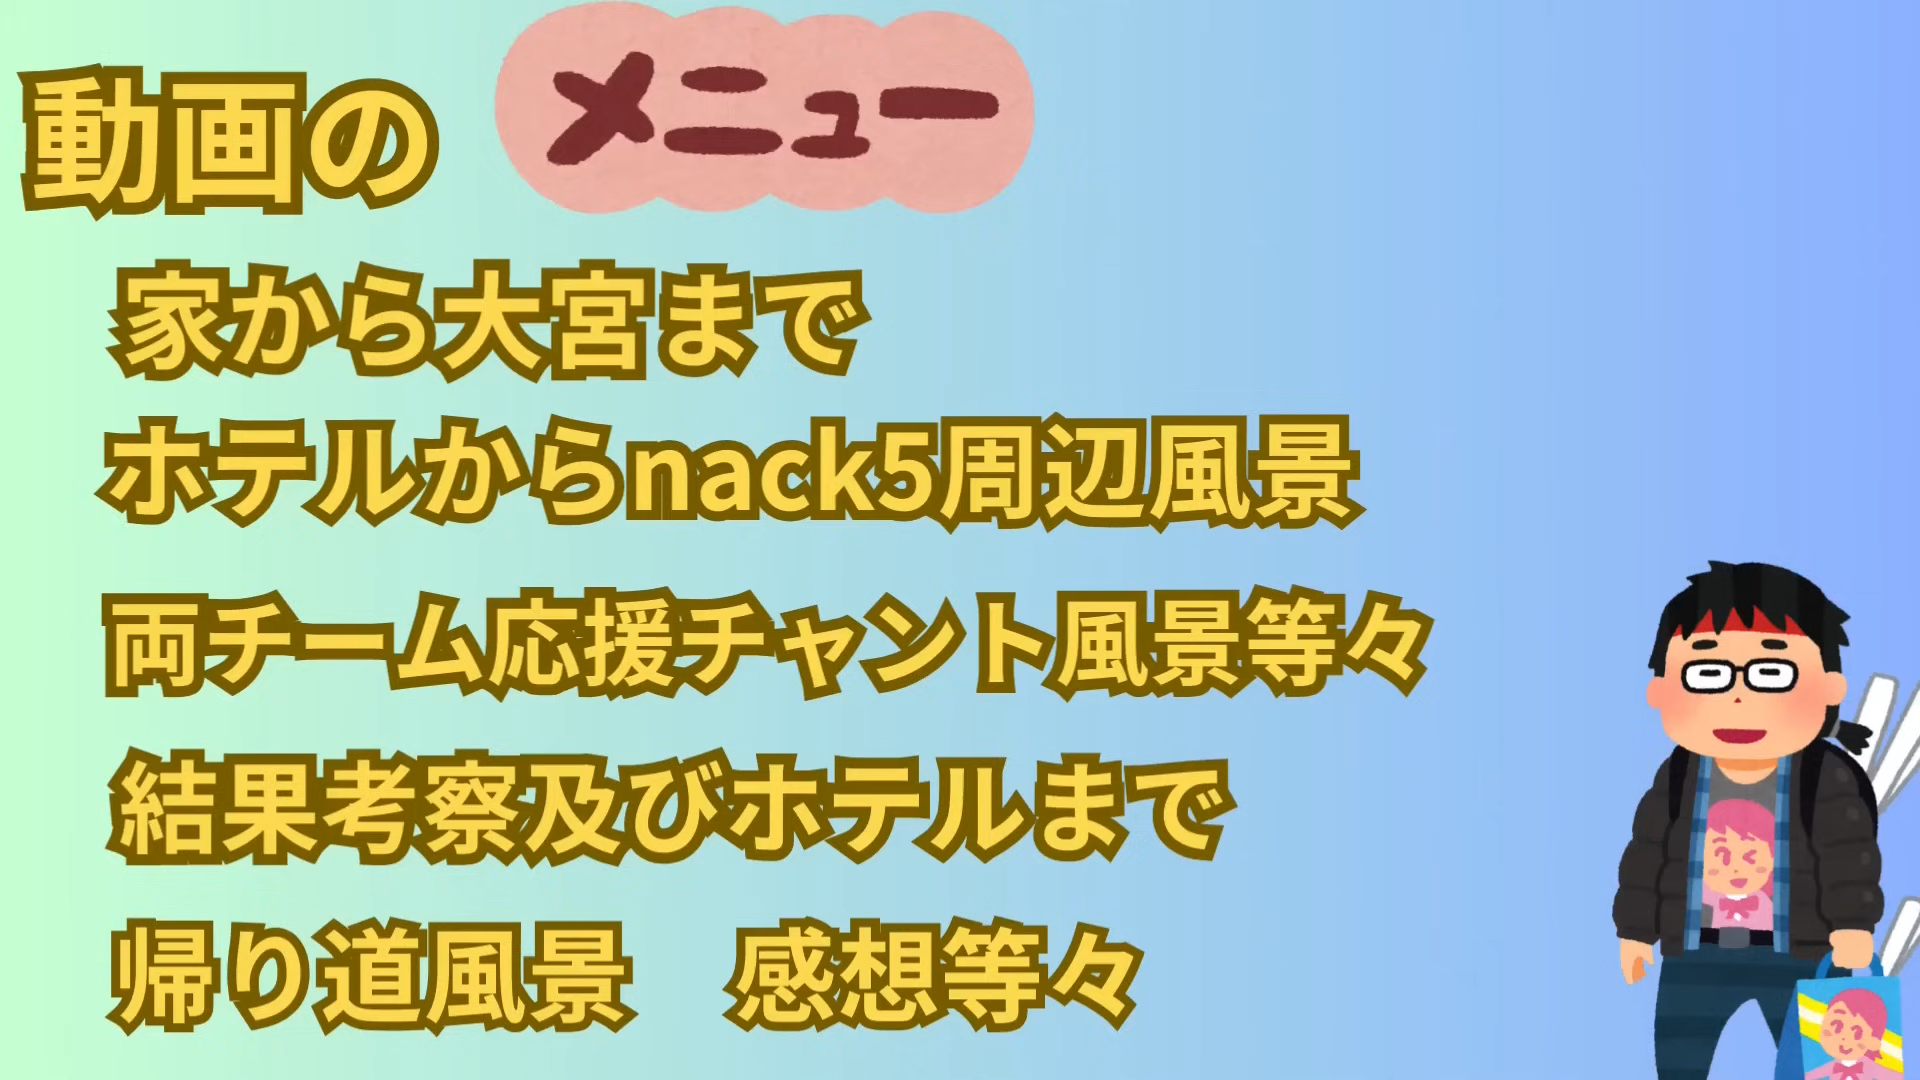 動画の メニュー
家から大宮まで
ホテルからnack5周辺風景
両チーム応援チャント風景等々
結果考察及びホテルまで
帰り道風景　感想等々